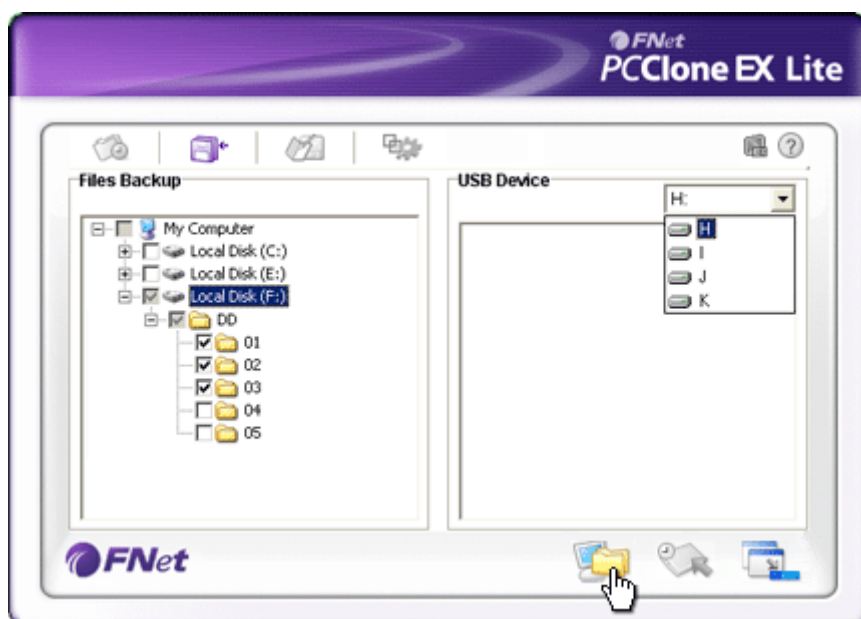 FNet
PCClone EX Lite
Files Backup
USB Device
H:
My Computer
H
Local Disk (C:)
I
Local Disk (E:)
J
Local Disk (F:)
K
DD
01
02
03
04
05
FNet